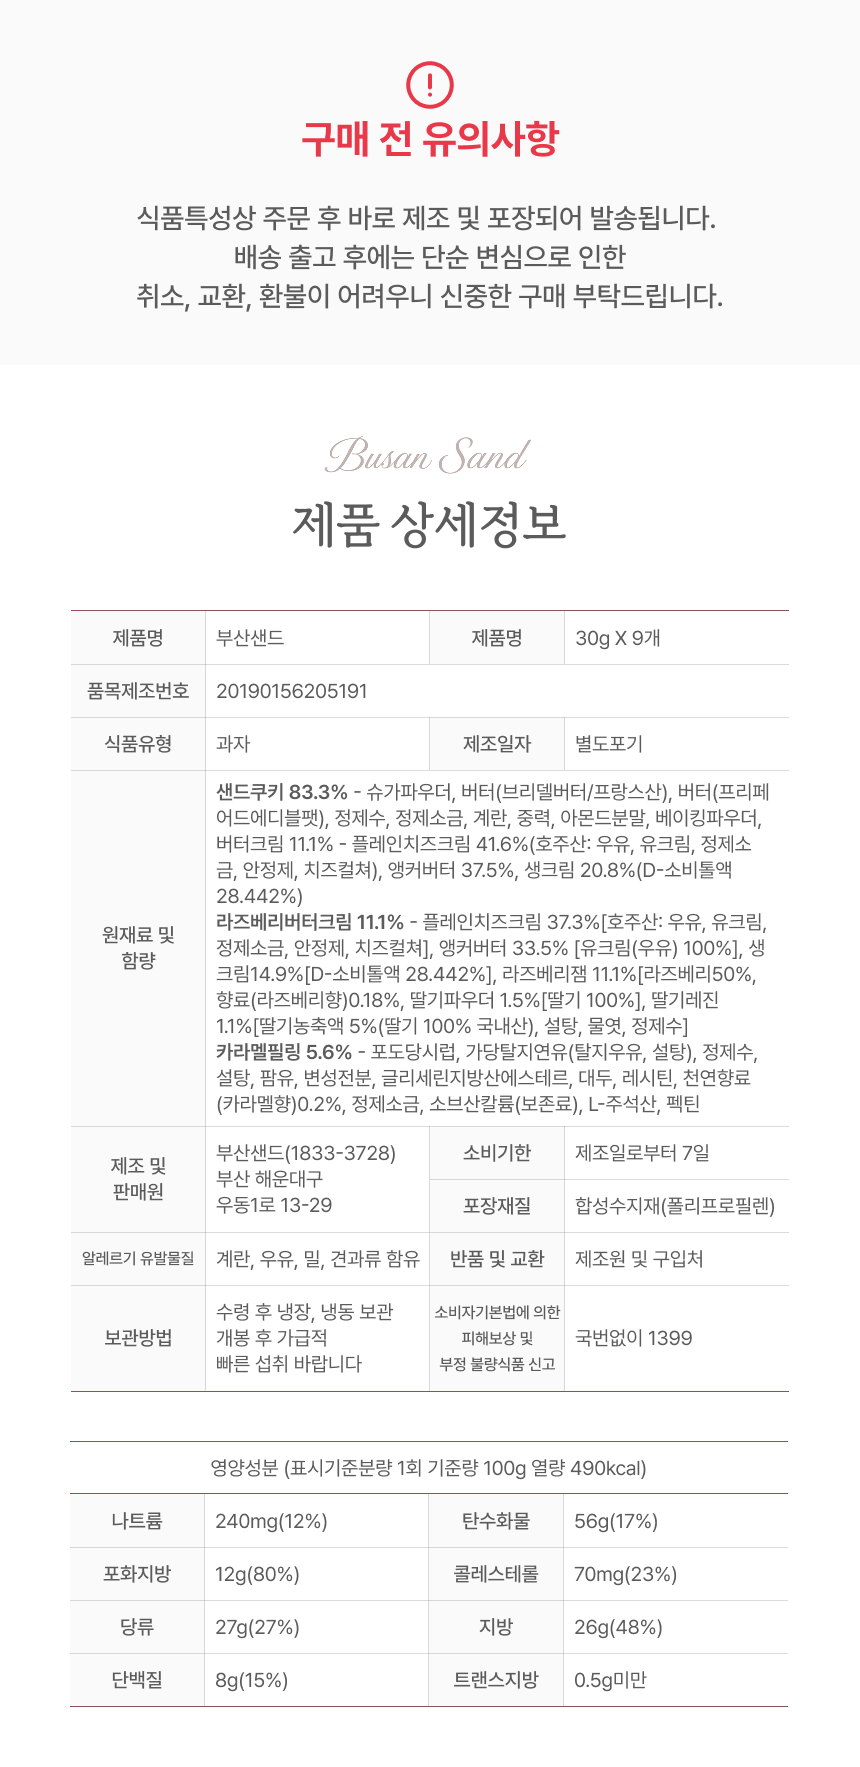 구매 전 유의사항
식품특성상 주문 후 바로 제조 및 포장되어 발송됩니다.
배송 출고 후에는 단순 변심으로 인한
취소, 교환, 환불이 어려우니 신중한 구매 부탁드립니다.
Busan Sand
제품 상세정보
제품명 부산샌드 제품명 30g X 9개
품목제조번호 20190156205191
식품유형 과자 제조일자 별도포기
원재료 및
함량
샌드쿠키 83.3% - 슈가파우더, 버터(브리델버터/프랑스산), 버터(프리페
어드에디블팻), 정제수, 정제소금, 계란, 중력, 아몬드분말, 베이킹파우더,
버터크림 11.1% - 플레인치즈크림 41.6%(호주산: 우유, 유크림, 정제소
금, 안정제, 치즈컬쳐), 앵커버터 37.5%, 생크림 20.8%(D-소비톨액
28.442%)
라즈베리버터크림 11.1% - 플레인치즈크림 37.3%[호주산: 우유, 유크림,
정제소금, 안정제, 치즈컬쳐], 앵커버터 33.5% [유크림(우유) 100%], 생
크림14.9%[D-소비톨액 28.442%], 라즈베리잼 11.1%[라즈베리50%,
향료(라즈베리향)0.18%, 딸기파우더 1.5%[딸기 100%], 딸기레진
1.1%[딸기농축액 5%(딸기 100% 국내산), 설탕, 물엿, 정제수]
카라멜필링 5.6% - 포도당시럽, 가당탈지연유(탈지우유, 설탕), 정제수,
설탕, 팜유, 변성전분, 글리세린지방산에스테르, 대두, 레시틴, 천연향료
(카라멜향)0.2%, 정제소금, 소브산칼륨(보존료), L-주석산, 펙틴
제조 및
판매원
부산샌드(1833-3728)
부산 해운대구
우동1로 13-29
소비기한 제조일로부터 7일
포장재질 합성수지재(폴리프로필렌)
알레르기 유발물질 계란, 우유, 밀, 견과류 함유 반품 및 교환 제조원 및 구입처
보관방법
수령 후 냉장, 냉동 보관
개봉 후 가급적
빠른 섭취 바랍니다
소비자기본법에 의한
피해보상 및
부정 불량식품 신고
국번없이 1399
영양성분 (표시기준분량 1회 기준량 100g 열량 490kcal)
나트륨 240mg(12%) 탄수화물 56g(17%)
포화지방 12g(80%) 콜레스테롤 70mg(23%)
당류 27g(27%) 지방 26g(48%)
단백질 8g(15%) 트랜스지방 0.5g미만